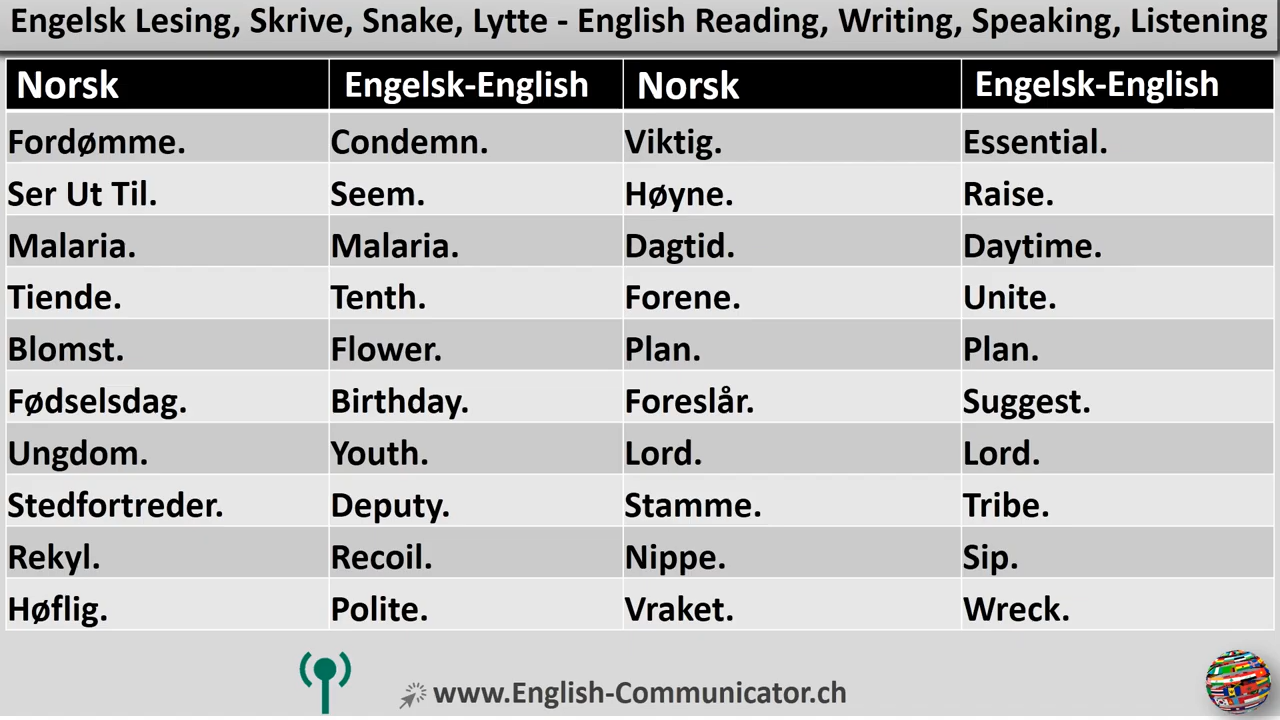 Engelsk Lesing, Skrive, Snake, Lytte - English Reading, Writing, Speaking, Listening
Norsk Engelsk-English Norsk Engelsk-English
Fordømme. Condemn. Viktig. Essential.
Ser Ut Til. Seem. Høyne. Raise.
Malaria. Malaria. Dagtid. Daytime.
Tiende. Tenth. Forene. Unite.
Blomst. Flower. Plan. Plan.
Fødselsdag. Birthday. Foreslår. Suggest.
Ungdom. Youth. Lord. Lord.
Stedfortreder. Deputy. Stamme. Tribe.
Rekyl. Recoil. Nippe. Sip.
Høflig. Polite. Vraket. Wreck.
www.English-Communicator.ch